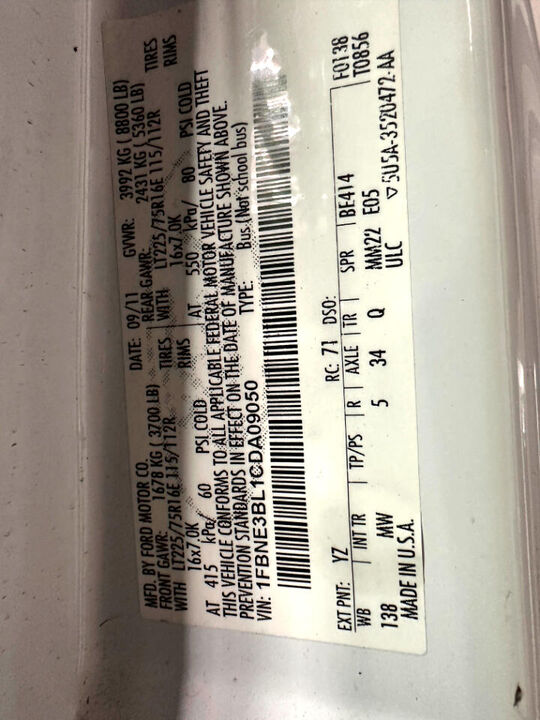 MFD. BY FORD MOTOR CO.
DATE: 09/11 GVWR: 3992 KG ( 8800 LB)
FRONT GAWR: 1678 KG ( 3700 LB) REAR GAWR: 2431 KG ( 5360 LB)
WITH LT225/75R16E 115/112R TIRES WITH LT225/75R16E 115/112R TIRES
16x7.0K RIMS 16x7.0K RIMS
AT 415 kPa/ 60 PSI COLD AT 550 kPa/ 80 PSI COLD
THIS VEHICLE CONFORMS TO ALL APPLICABLE FEDERAL MOTOR VEHICLE SAFETY AND THEFT
PREVENTION STANDARDS IN EFFECT ON THE DATE OF MANUFACTURE SHOWN ABOVE.
VIN: 1FBNE3BL1CDA09050 TYPE: Bus.(Not school bus)
F0138
T0856
EXT PNT: YZ RC: 71 DSO:
WB INT TR TP/PS R AXLE TR SPR BE414
138 MW 5 34 Q MM22 E05
MADE IN U.S.A. ULC ▽5U5A-3520472-AA